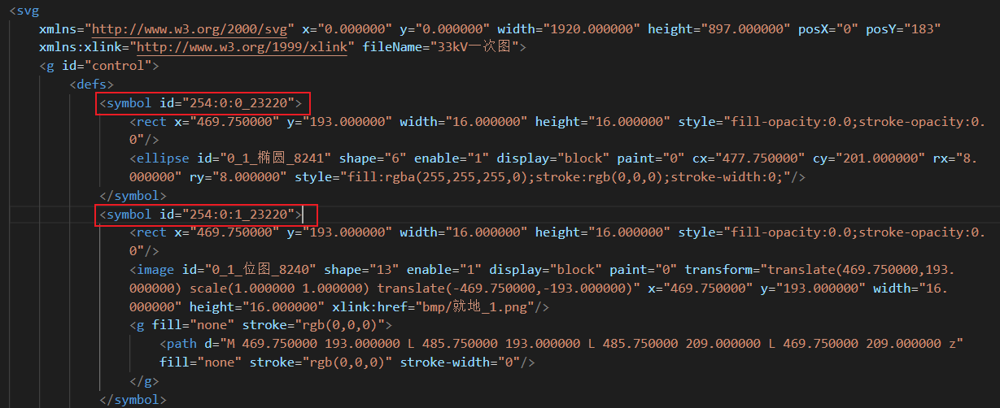 <svg
xmlns="http://www.w3.org/2000/svg" x="0.000000" y="0.000000" width="1920.000000" height="897.000000" posX="0" posY="183"
xmlns:xlink="http://www.w3.org/1999/xlink" fileName="33kV一次图">
<g id="control">
<defs>
<symbol id="254:0:0_23220">
<rect x="469.750000" y="193.000000" width="16.000000" height="16.000000" style="fill-opacity:0.0;stroke-opacity:0.
0"/>
<ellipse id="0_1_椭圆_8241" shape="6" enable="1" display="block" paint="0" cx="477.750000" cy="201.000000" rx="8.
000000" ry="8.000000" style="fill:rgba(255,255,255,0);stroke:rgb(0,0,0);stroke-width:0;"/>
</symbol>
<symbol id="254:0:1_23220">
<rect x="469.750000" y="193.000000" width="16.000000" height="16.000000" style="fill-opacity:0.0;stroke-opacity:0.
0"/>
<image id="0_1_位图_8240" shape="13" enable="1" display="block" paint="0" transform="translate(469.750000,193.
000000) scale(1.000000 1.000000) translate(-469.750000,-193.000000)" x="469.750000" y="193.000000" width="16.
000000" height="16.000000" xlink:href="bmp/就地_1.png"/>
<g fill="none" stroke="rgb(0,0,0)">
<path d="M 469.750000 193.000000 L 485.750000 193.000000 L 485.750000 209.000000 L 469.750000 209.000000 z"
fill="none" stroke="rgb(0,0,0)" stroke-width="0"/>
</g>
</symbol>